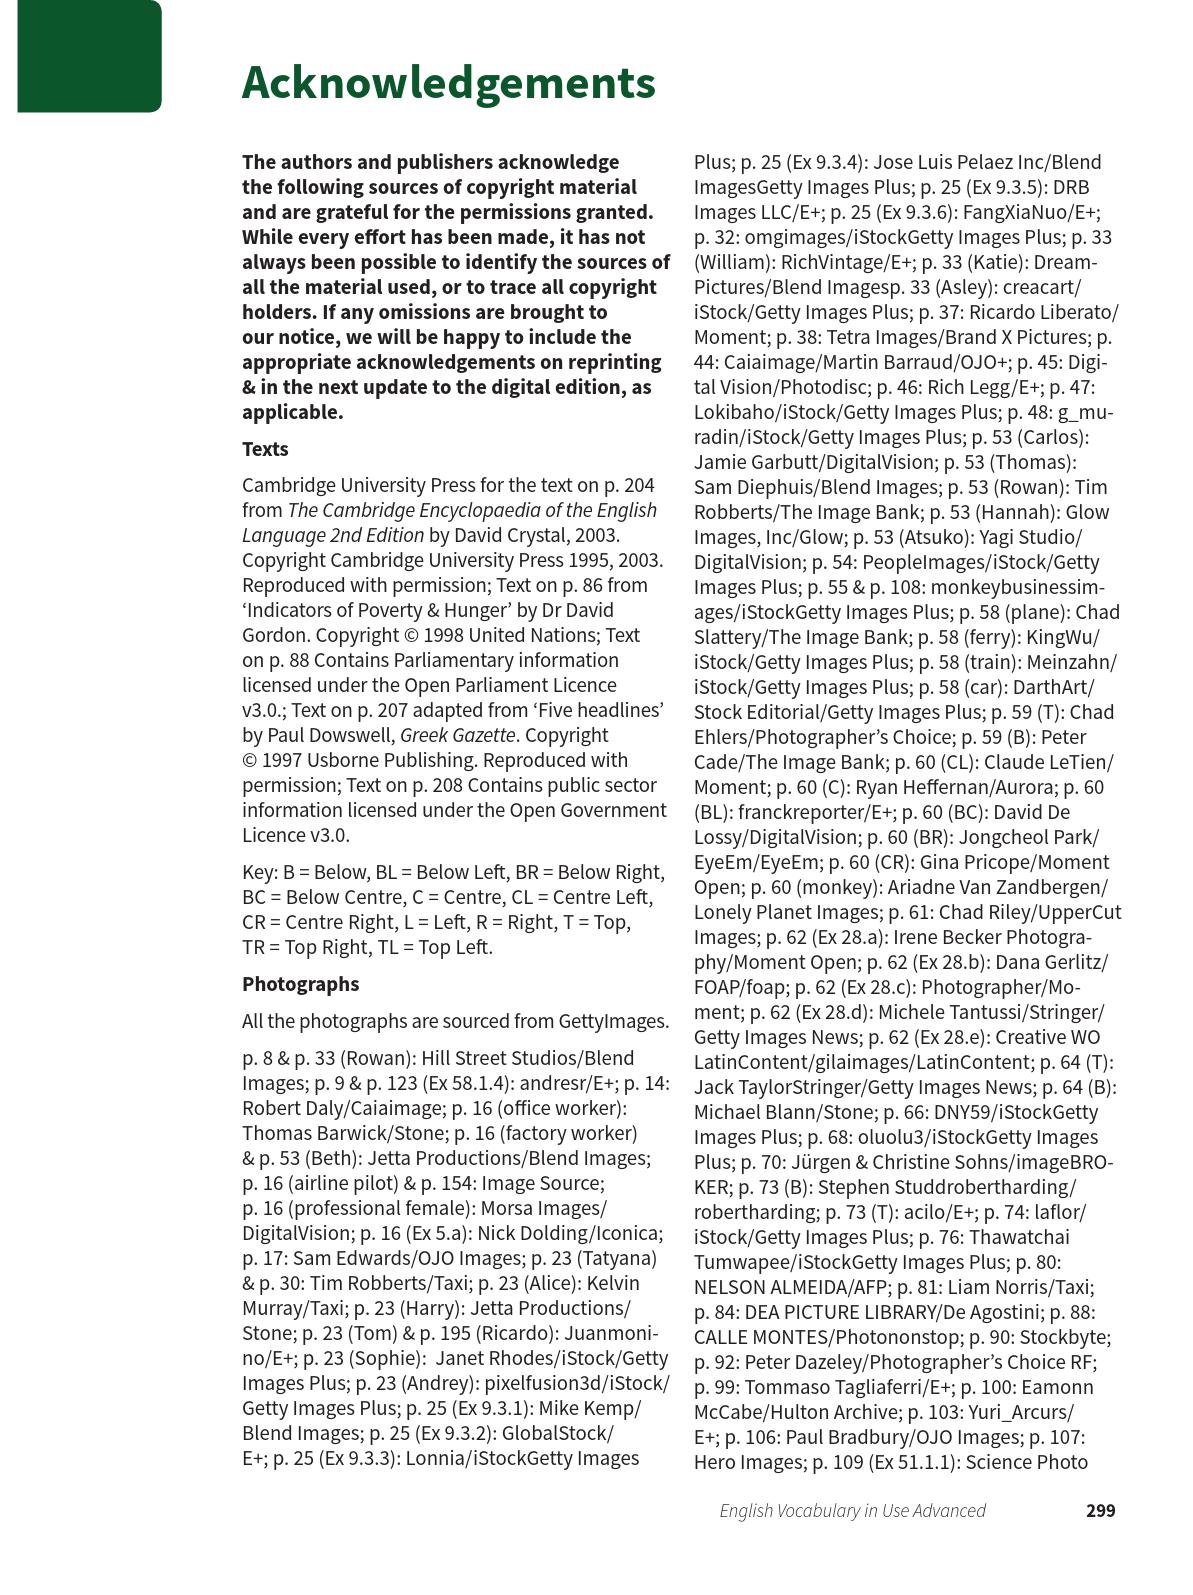 Acknowledgements
The authors and publishers acknowledge
the following sources of copyright material
and are grateful for the permissions granted.
While every effort has been made, it has not
always been possible to identify the sources of
all the material used, or to trace all copyright
holders. If any omissions are brought to
our notice, we will be happy to include the
appropriate acknowledgements on reprinting
& in the next update to the digital edition, as
applicable.
Texts
Cambridge University Press for the text on p. 204
from The Cambridge Encyclopaedia of the English
Language 2nd Edition by David Crystal, 2003.
Copyright Cambridge University Press 1995, 2003.
Reproduced with permission; Text on p. 86 from
‘Indicators of Poverty & Hunger’ by Dr David
Gordon. Copyright © 1998 United Nations; Text
on p. 88 Contains Parliamentary information
licensed under the Open Parliament Licence
v3.0.; Text on p. 207 adapted from ‘Five headlines’
by Paul Dowswell, Greek Gazette. Copyright
© 1997 Usborne Publishing. Reproduced with
permission; Text on p. 208 Contains public sector
information licensed under the Open Government
Licence v3.0.
Key: B = Below, BL = Below Left, BR = Below Right,
BC = Below Centre, C = Centre, CL = Centre Left,
CR = Centre Right, L = Left, R = Right, T = Top,
TR = Top Right, TL = Top Left.
Photographs
All the photographs are sourced from GettyImages.
p. 8 & p. 33 (Rowan): Hill Street Studios/Blend
Images; p. 9 & p. 123 (Ex 58.1.4): andresr/E+; p. 14:
Robert Daly/Caiaimage; p. 16 (office worker):
Thomas Barwick/Stone; p. 16 (factory worker)
& p. 53 (Beth): Jetta Productions/Blend Images;
p. 16 (airline pilot) & p. 154: Image Source;
p. 16 (professional female): Morsa Images/
DigitalVision; p. 16 (Ex 5.a): Nick Dolding/Iconica;
p. 17: Sam Edwards/OJO Images; p. 23 (Tatyana)
& p. 30: Tim Robberts/Taxi; p. 23 (Alice): Kelvin
Murray/Taxi; p. 23 (Harry): Jetta Productions/
Stone; p. 23 (Tom) & p. 195 (Ricardo): Juanmoni-
no/E+; p. 23 (Sophie):  Janet Rhodes/iStock/Getty
Images Plus; p. 23 (Andrey): pixelfusion3d/iStock/
Getty Images Plus; p. 25 (Ex 9.3.1): Mike Kemp/
Blend Images; p. 25 (Ex 9.3.2): GlobalStock/
E+; p. 25 (Ex 9.3.3): Lonnia/iStockGetty Images
Plus; p. 25 (Ex 9.3.4): Jose Luis Pelaez Inc/Blend
ImagesGetty Images Plus; p. 25 (Ex 9.3.5): DRB
Images LLC/E+; p. 25 (Ex 9.3.6): FangXiaNuo/E+;
p. 32: omgimages/iStockGetty Images Plus; p. 33
(William): RichVintage/E+; p. 33 (Katie): Dream-
Pictures/Blend Imagesp. 33 (Asley): creacart/
iStock/Getty Images Plus; p. 37: Ricardo Liberato/
Moment; p. 38: Tetra Images/Brand X Pictures; p.
44: Caiaimage/Martin Barraud/OJO+; p. 45: Digi-
tal Vision/Photodisc; p. 46: Rich Legg/E+; p. 47:
Lokibaho/iStock/Getty Images Plus; p. 48: g_mu-
radin/iStock/Getty Images Plus; p. 53 (Carlos):
Jamie Garbutt/DigitalVision; p. 53 (Thomas):
Sam Diephuis/Blend Images; p. 53 (Rowan): Tim
Robberts/The Image Bank; p. 53 (Hannah): Glow
Images, Inc/Glow; p. 53 (Atsuko): Yagi Studio/
DigitalVision; p. 54: PeopleImages/iStock/Getty
Images Plus; p. 55 & p. 108: monkeybusinessim-
ages/iStockGetty Images Plus; p. 58 (plane): Chad
Slattery/The Image Bank; p. 58 (ferry): KingWu/
iStock/Getty Images Plus; p. 58 (train): Meinzahn/
iStock/Getty Images Plus; p. 58 (car): DarthArt/
Stock Editorial/Getty Images Plus; p. 59 (T): Chad
Ehlers/Photographer’s Choice; p. 59 (B): Peter
Cade/The Image Bank; p. 60 (CL): Claude LeTien/
Moment; p. 60 (C): Ryan Heffernan/Aurora; p. 60
(BL): franckreporter/E+; p. 60 (BC): David De
Lossy/DigitalVision; p. 60 (BR): Jongcheol Park/
EyeEm/EyeEm; p. 60 (CR): Gina Pricope/Moment
Open; p. 60 (monkey): Ariadne Van Zandbergen/
Lonely Planet Images; p. 61: Chad Riley/UpperCut
Images; p. 62 (Ex 28.a): Irene Becker Photogra-
phy/Moment Open; p. 62 (Ex 28.b): Dana Gerlitz/
FOAP/foap; p. 62 (Ex 28.c): Photographer/Mo-
ment; p. 62 (Ex 28.d): Michele Tantussi/Stringer/
Getty Images News; p. 62 (Ex 28.e): Creative WO
LatinContent/gilaimages/LatinContent; p. 64 (T):
Jack TaylorStringer/Getty Images News; p. 64 (B):
Michael Blann/Stone; p. 66: DNY59/iStockGetty
Images Plus; p. 68: oluolu3/iStockGetty Images
Plus; p. 70: Jürgen & Christine Sohns/imageBRO-
KER; p. 73 (B): Stephen Studdrobertharding/
robertharding; p. 73 (T): acilo/E+; p. 74: laflor/
iStock/Getty Images Plus; p. 76: Thawatchai
Tumwapee/iStockGetty Images Plus; p. 80:
NELSON ALMEIDA/AFP; p. 81: Liam Norris/Taxi;
p. 84: DEA PICTURE LIBRARY/De Agostini; p. 88:
CALLE MONTES/Photononstop; p. 90: Stockbyte;
p. 92: Peter Dazeley/Photographer’s Choice RF;
p. 99: Tommaso Tagliaferri/E+; p. 100: Eamonn
McCabe/Hulton Archive; p. 103: Yuri_Arcurs/
E+; p. 106: Paul Bradbury/OJO Images; p. 107:
Hero Images; p. 109 (Ex 51.1.1): Science Photo
English Vocabulary in Use Advanced 299